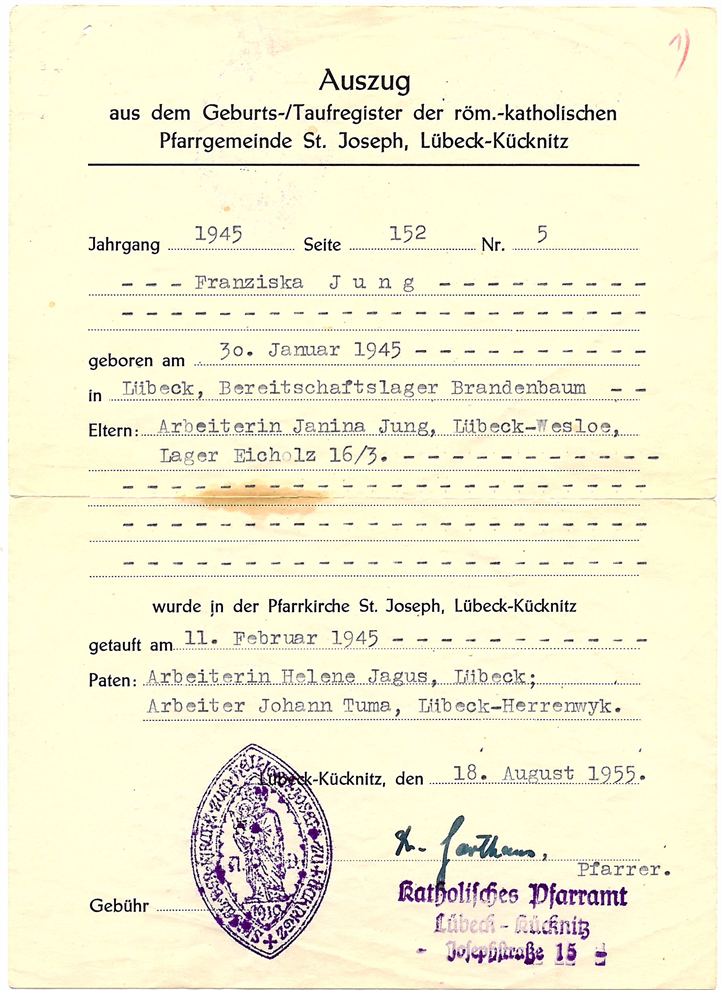 1)
Auszug
aus dem Geburts-/Taufregister der röm.-katholischen
Pfarrgemeinde St. Joseph, Lübeck-Kücknitz
Jahrgang 1945 Seite 152 Nr. 5
- - - Franziska J u n g - - - - - - - - -
- - - - - - - - - - - - - - - - - - - - - -
geboren am 30. Januar 1945 - - - - - - - - - -
in Lübeck, Bereitschaftslager Brandenbaum - -
Eltern: Arbeiterin Janina Jung, Lübeck-Wesloe,
Lager Eicholz 16/3. - - - - - - - - - - -
- - - - - - - - - - - - - - - - - - - - - -
- - - - - - - - - - - - - - - - - - - - - -
- - - - - - - - - - - - - - - - - - - - - -
wurde in der Pfarrkirche St. Joseph, Lübeck-Kücknitz
getauft am 11. Februar 1945 - - - - - - - - - - -
Paten: Arbeiterin Helene Jagus, Lübeck;
Arbeiter Johann Tuma, Lübeck-Herrenwyk.
Lübeck-Kücknitz, den 18. August 1955.
Pfarrer.
Gebühr
1910
Katholisches Pfarramt
Lübeck - Kücknitz
- Josephstraße 15 -